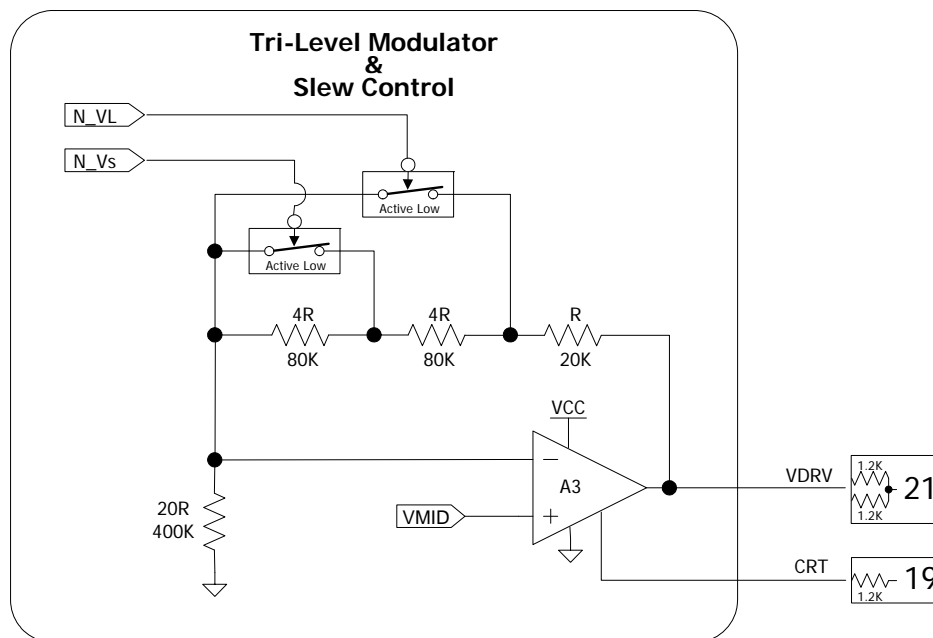 Tri-Level Modulator
&
Slew Control
N_VL
N_Vs
Active Low
Active Low
4R
4R
R
80K
80K
20K
VCC
A3
VDRV
1.2K
21
1.2K
20R
400K
VMID
CRT
19
1.2K